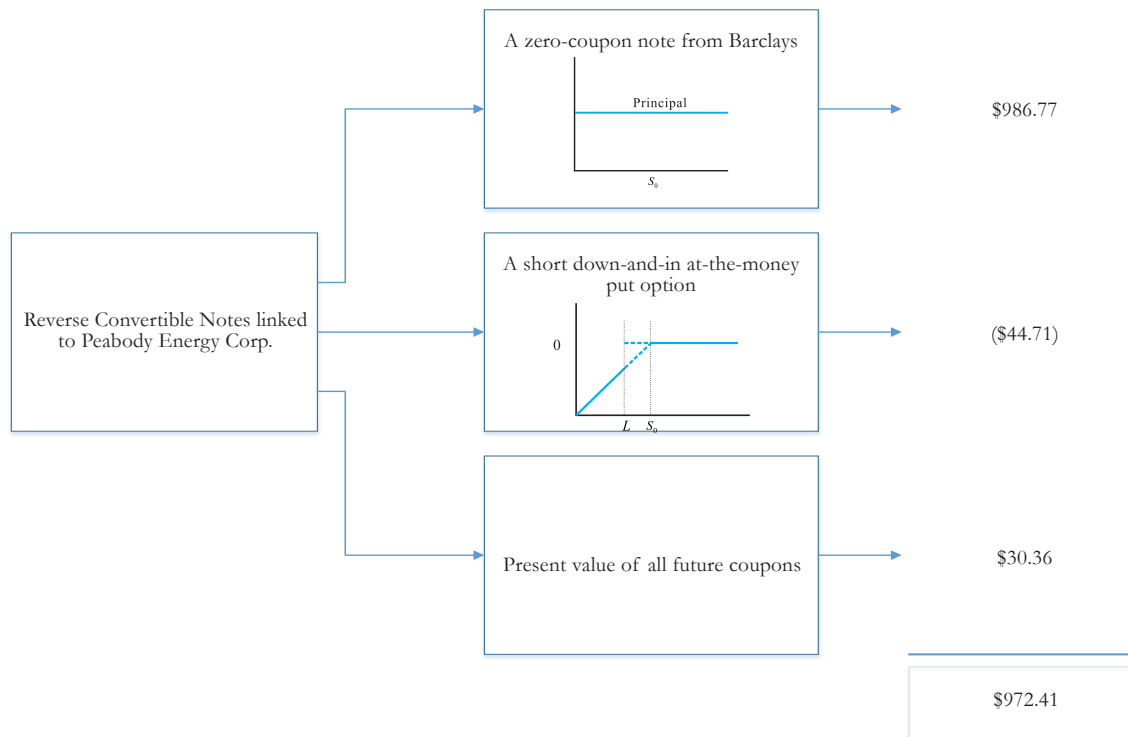 A zero-coupon note from Barclays
Principal
S₀
$986.77
Reverse Convertible Notes linked
to Peabody Energy Corp.
A short down-and-in at-the-money
put option
0
L S₀
($44.71)
Present value of all future coupons
$30.36
$972.41